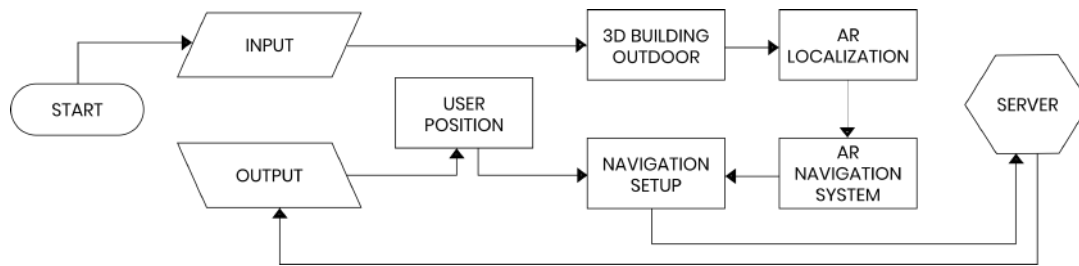 INPUT
3D BUILDING
OUTDOOR
AR
LOCALIZATION
START
USER
POSITION
SERVER
OUTPUT
NAVIGATION
SETUP
AR
NAVIGATION
SYSTEM